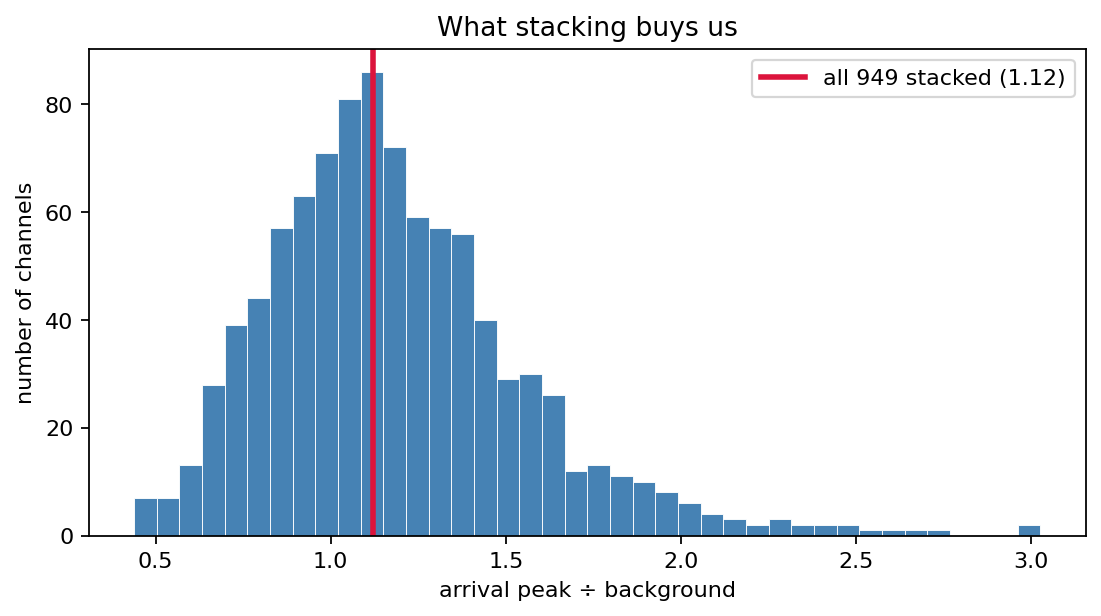 What stacking buys us
all 949 stacked (1.12)
number of channels
80
60
40
20
0
0.5 1.0 1.5 2.0 2.5 3.0
arrival peak ÷ background